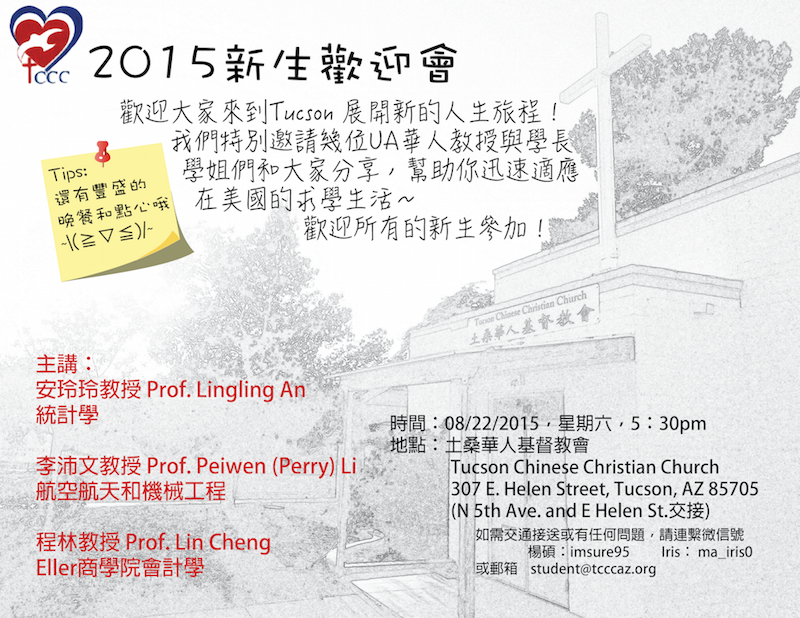 TCCC
2015新生歡迎會
歡迎大家來到Tucson 展開新的人生旅程！
我們特別邀請幾位UA華人教授與學長
學姐們和大家分享，幫助你迅速適應
在美國的求學生活~
歡迎所有的新生參加！
Tips:
還有豐盛的
晚餐和點心哦
~\(≧▽≦)/~
Tucson Chinese Christian Church
土桑華人基督教會
主講：
安玲玲教授 Prof. Lingling An
統計學
李沛文教授 Prof. Peiwen (Perry) Li
航空航天和機械工程
程林教授 Prof. Lin Cheng
Eller商學院會計學
時間：08/22/2015，星期六，5：30pm
地點：土桑華人基督教會
Tucson Chinese Christian Church
307 E. Helen Street, Tucson, AZ 85705
(N 5th Ave. and E Helen St.交接)
如需交通接送或有任何問題，請連繫微信號
楊碩：imsure95 Iris： ma_iris0
或郵箱 student@tcccaz.org